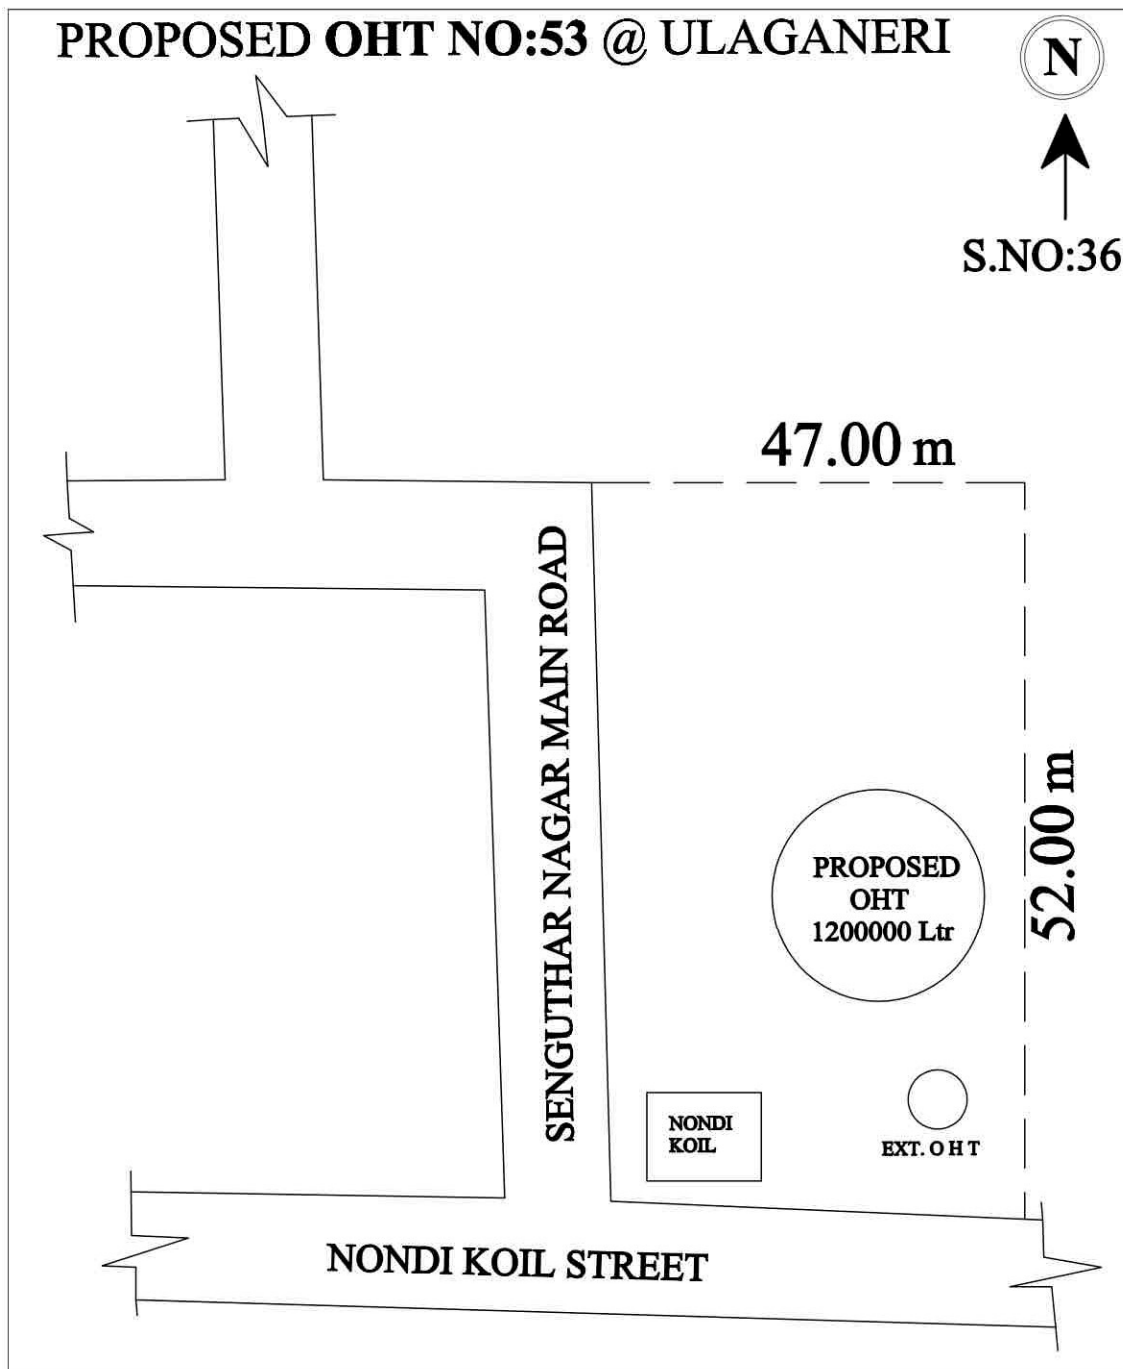 PROPOSED OHT NO:53 @ ULAGANERI
N
S.NO:36
47.00 m
SENGUTHAR NAGAR MAIN ROAD
52.00 m
PROPOSED
OHT
1200000 Ltr
NONDI
KOIL
EXT. O H T
NONDI KOIL STREET